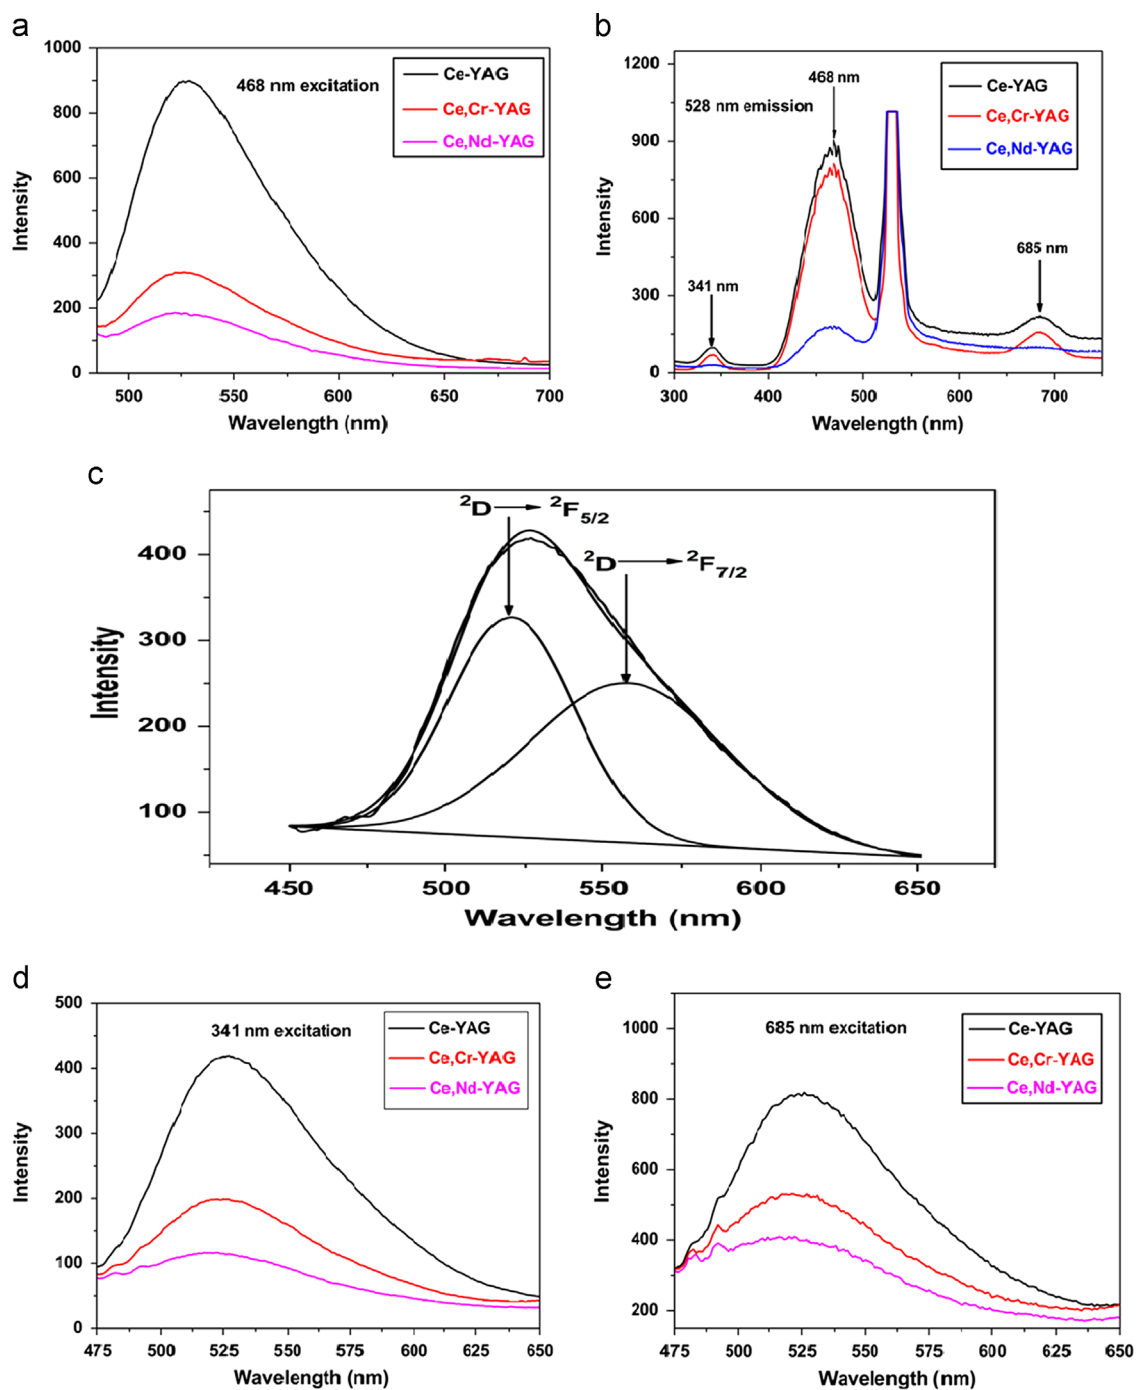 a
1000
800
600
400
200
0
Intensity
468 nm excitation
Ce-YAG
Ce,Cr-YAG
Ce,Nd-YAG
500 550 600 650 700
Wavelength (nm)
b
1200
900
600
300
0
Intensity
468 nm
528 nm emission
341 nm
685 nm
Ce-YAG
Ce,Cr-YAG
Ce,Nd-YAG
300 400 500 600 700
Wavelength (nm)
c
400
300
200
100
Intensity
²D → ²F5/2
²D → ²F7/2
450 500 550 600 650
Wavelength (nm)
d
500
400
300
200
100
0
Intensity
341 nm excitation
Ce-YAG
Ce,Cr-YAG
Ce,Nd-YAG
475 500 525 550 575 600 625 650
Wavelength (nm)
e
1000
800
600
400
200
Intensity
685 nm excitation
Ce-YAG
Ce,Cr-YAG
Ce,Nd-YAG
475 500 525 550 575 600 625 650
Wavelength (nm)